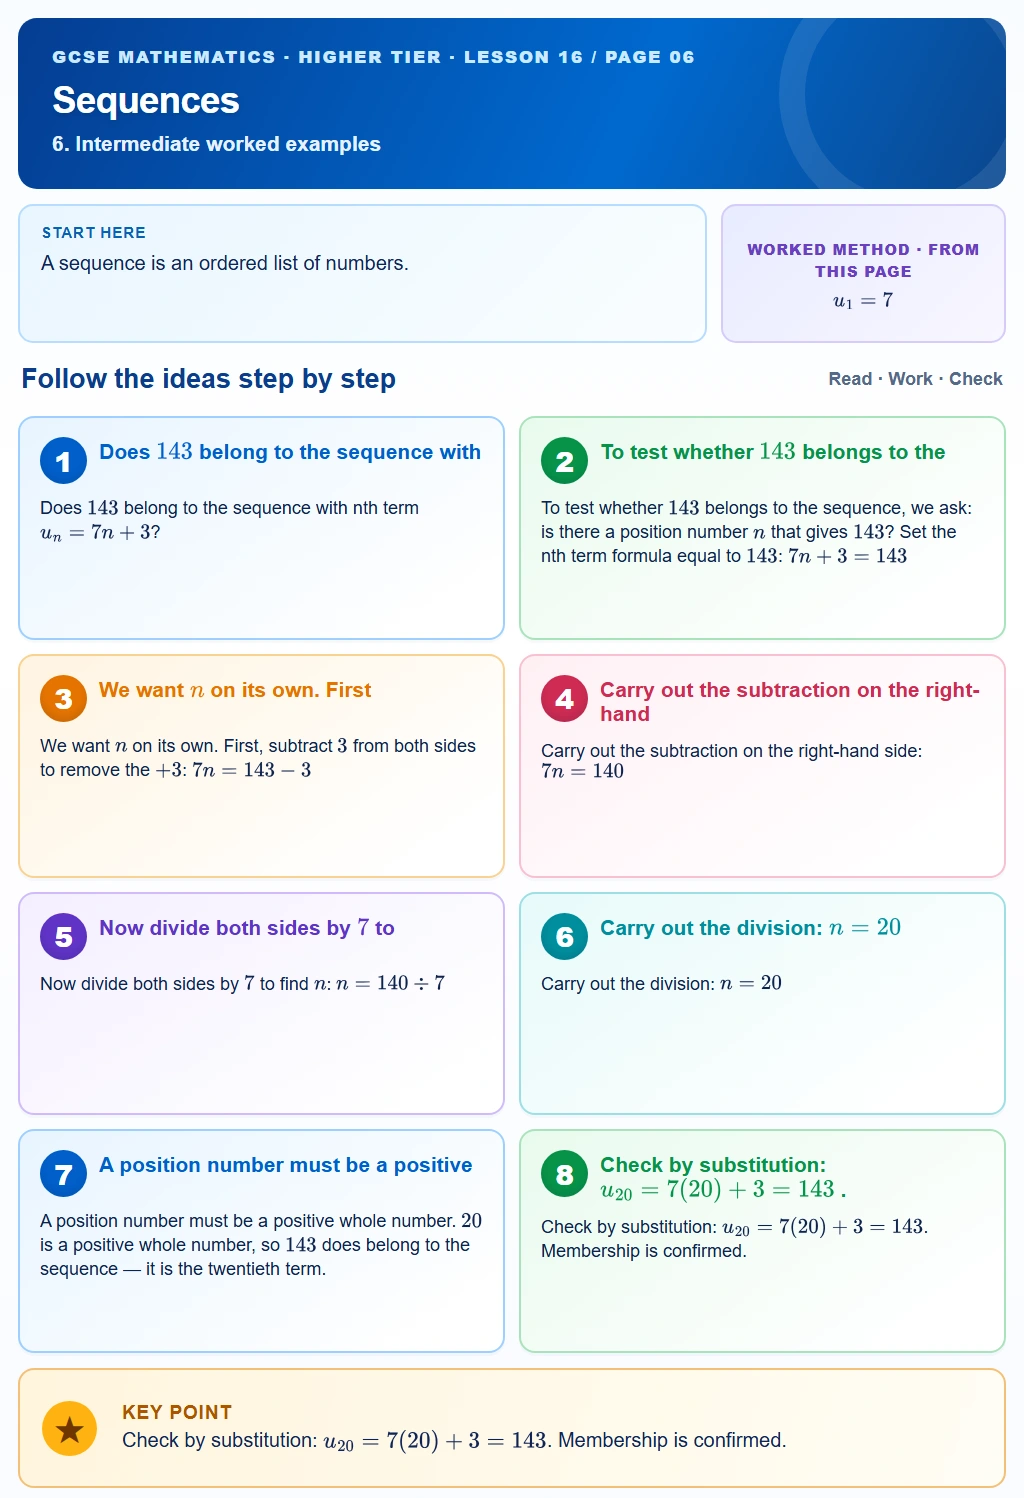 GCSE MATHEMATICS · HIGHER TIER · LESSON 16 / PAGE 06
Sequences
6. Intermediate worked examples
START HERE
A sequence is an ordered list of numbers.
WORKED METHOD · FROM
THIS PAGE
u₁ = 7
Follow the ideas step by step
Read · Work · Check
1
Does 143 belong to the sequence with
Does 143 belong to the sequence with nth term
uₙ = 7n + 3?
2
To test whether 143 belongs to the
To test whether 143 belongs to the sequence, we ask:
is there a position number n that gives 143? Set the
nth term formula equal to 143: 7n + 3 = 143
3
We want n on its own. First
We want n on its own. First, subtract 3 from both sides
to remove the +3: 7n = 143 − 3
4
Carry out the subtraction on the right-
hand
Carry out the subtraction on the right-hand side:
7n = 140
5
Now divide both sides by 7 to
Now divide both sides by 7 to find n: n = 140 ÷ 7
6
Carry out the division: n = 20
Carry out the division: n = 20
7
A position number must be a positive
A position number must be a positive whole number. 20
is a positive whole number, so 143 does belong to the
sequence — it is the twentieth term.
8
Check by substitution:
u₂₀ = 7(20) + 3 = 143 .
Check by substitution: u₂₀ = 7(20) + 3 = 143.
Membership is confirmed.
KEY POINT
Check by substitution: u₂₀ = 7(20) + 3 = 143. Membership is confirmed.